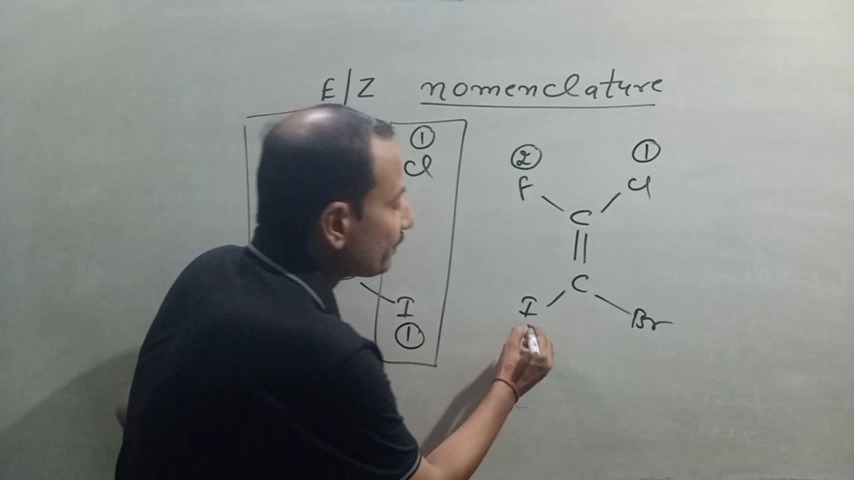 E/Z nomenclature
① ② ①
Cl F Cl
C
||
C
I I Br
①